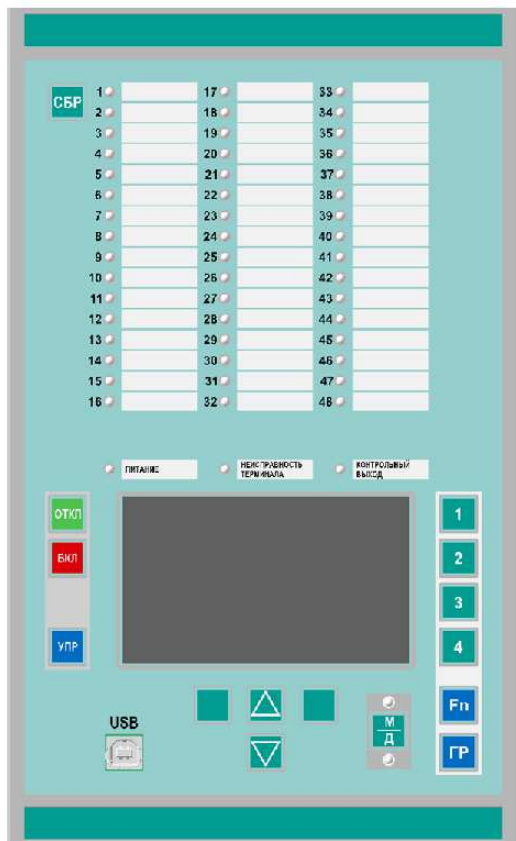 СБР
1 17 33
2 18 34
3 19 35
4 20 36
5 21 37
6 22 38
7 23 39
8 24 40
9 25 41
10 26 42
11 27 43
12 28 44
13 29 45
14 30 46
15 31 47
16 32 48
ПИТАНИЕ
НЕИСПРАВНОСТЬ
ТЕРМИНАЛА
КОНТРОЛЬНЫЙ
ВЫХОД
ОТКЛ
ВКЛ
УПР
1
2
3
4
Fn
ГР
USB
М
Д